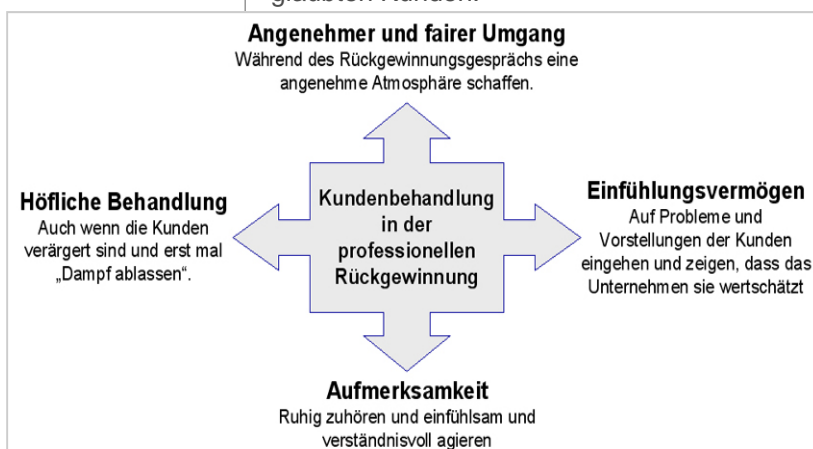 glaubten Kunden.
Angenehmer und fairer Umgang
Während des Rückgewinnungsgesprächs eine
angenehme Atmosphäre schaffen.
Höfliche Behandlung
Auch wenn die Kunden
verärgert sind und erst mal
„Dampf ablassen“.
Kundenbehandlung
in der
professionellen
Rückgewinnung
Einfühlungsvermögen
Auf Probleme und
Vorstellungen der Kunden
eingehen und zeigen, dass das
Unternehmen sie wertschätzt
Aufmerksamkeit
Ruhig zuhören und einfühlsam und
verständnisvoll agieren